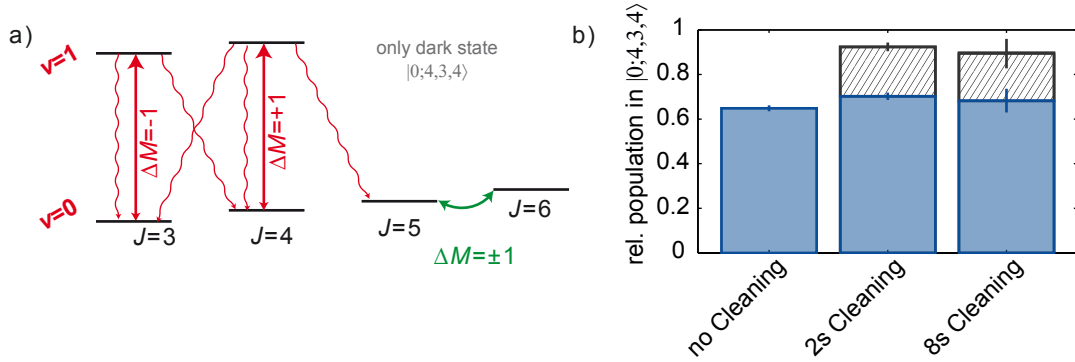 a)
v=1
v=0
ΔM=-1
ΔM=+1
only dark state
|0;4,3,4⟩
J=3
J=4
J=5
J=6
ΔM=±1
b)
rel. population in |0;4,3,4⟩
1
0.8
0.6
0.4
0.2
0
no Cleaning
2s Cleaning
8s Cleaning